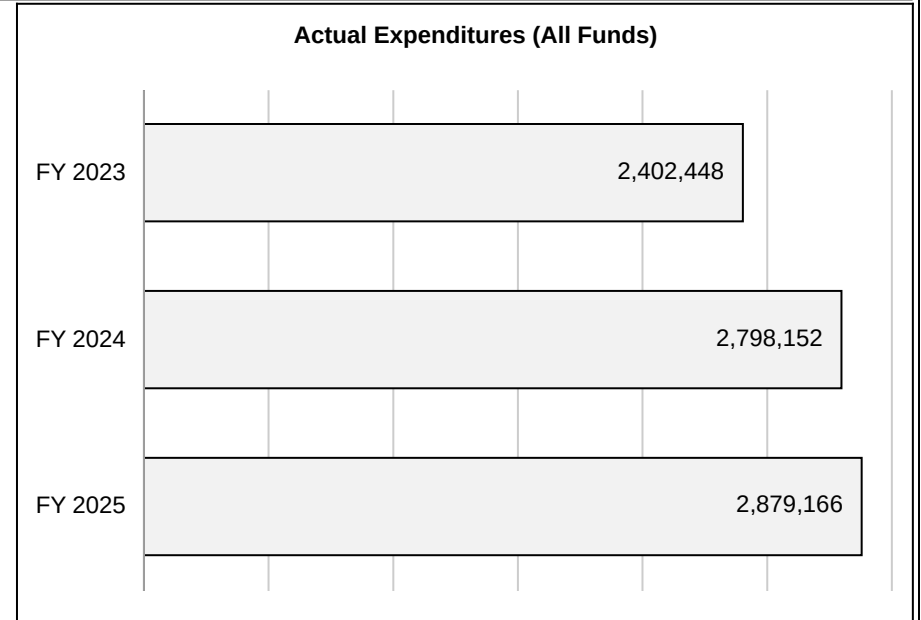 Actual Expenditures (All Funds)
FY 2023 2,402,448
FY 2024 2,798,152
FY 2025 2,879,166